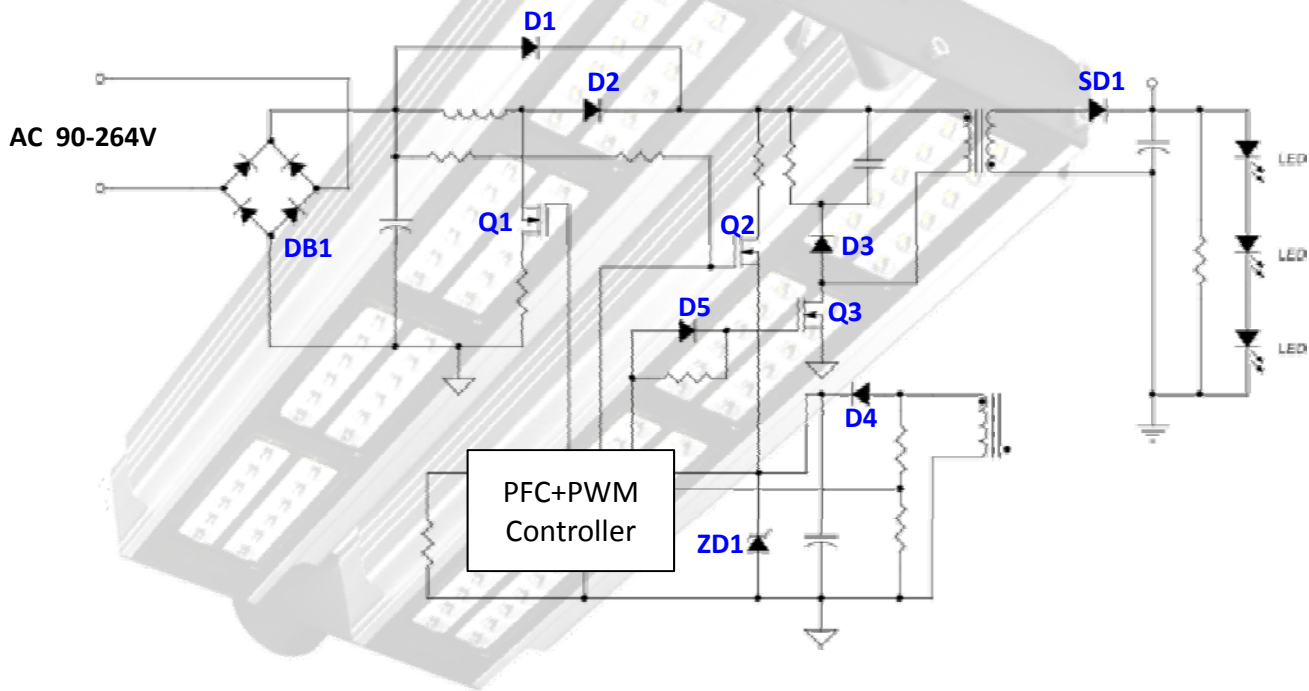 D1
D2
SD1
AC 90-264V
LED
Q1
Q2
D3
DB1
LED
D5
Q3
LED
D4
PFC+PWM
Controller
ZD1